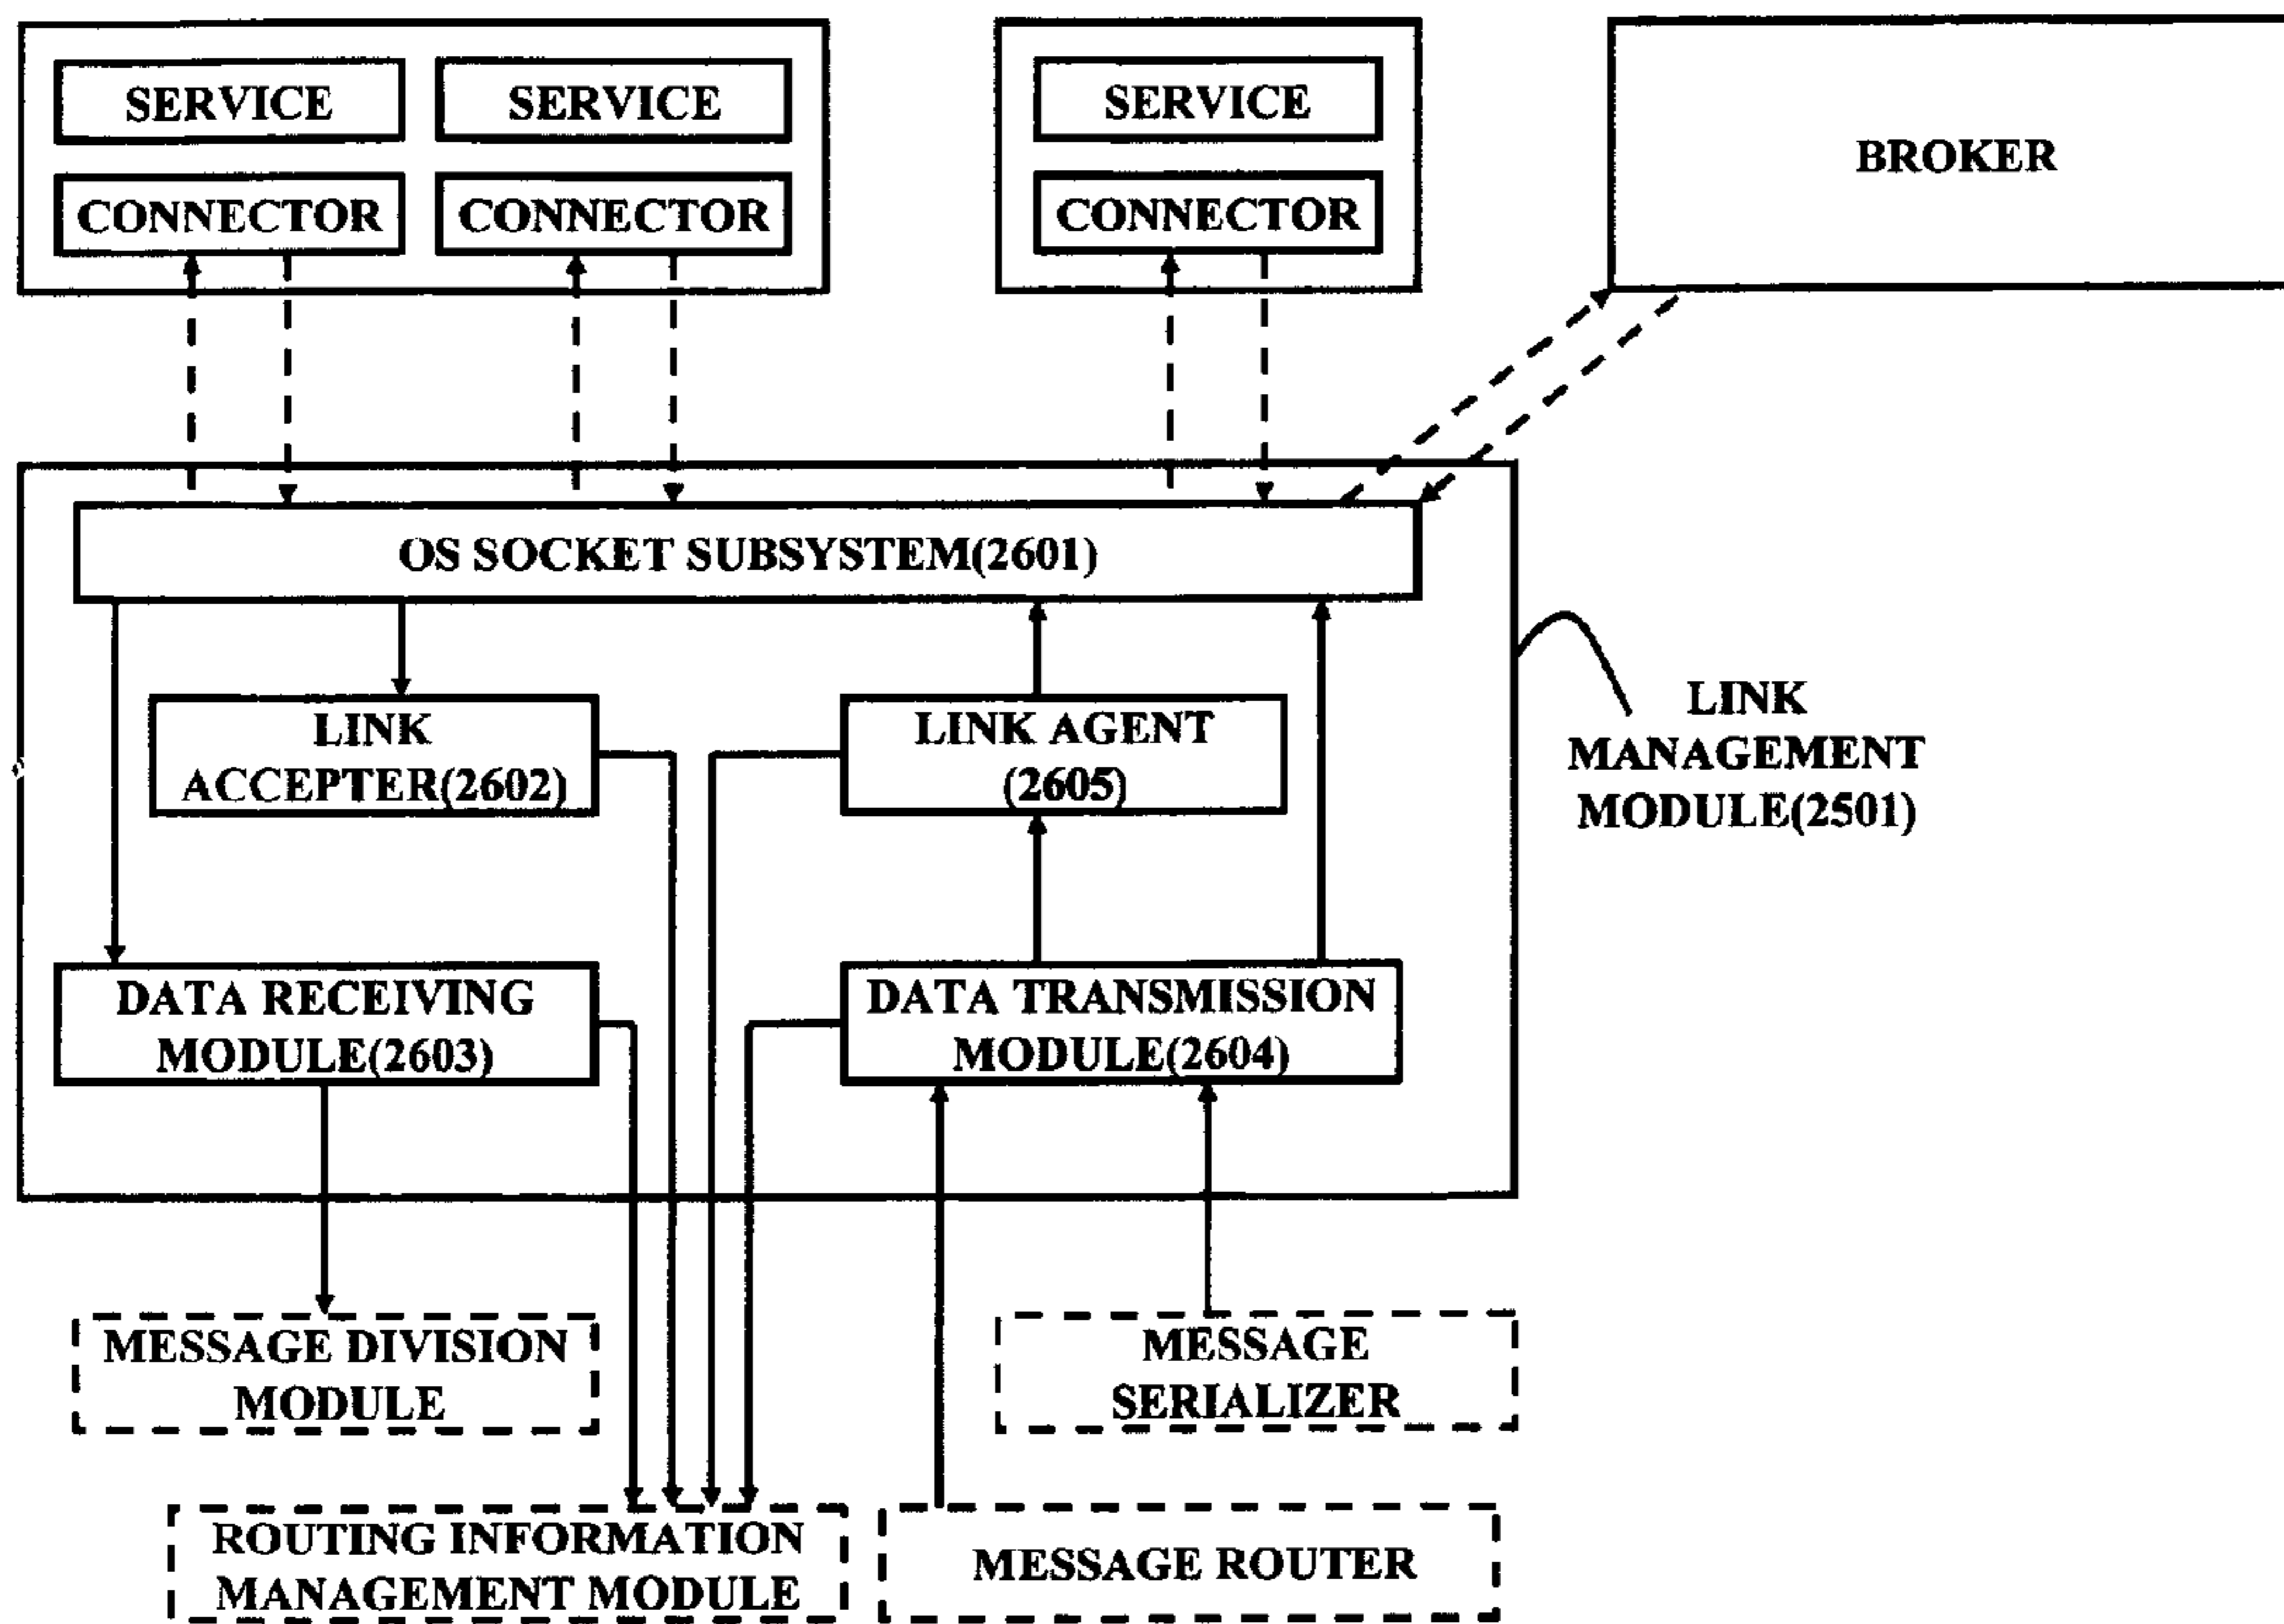 SERVICE
SERVICE
SERVICE
BROKER
CONNECTOR
CONNECTOR
CONNECTOR
OS SOCKET SUBSYSTEM(2601)
LINK
ACCEPTER(2602)
LINK AGENT
(2605)
LINK
MANAGEMENT
MODULE(2501)
DATA RECEIVING
MODULE(2603)
DATA TRANSMISSION
MODULE(2604)
MESSAGE DIVISION
MODULE
MESSAGE
SERIALIZER
ROUTING INFORMATION
MANAGEMENT MODULE
MESSAGE ROUTER